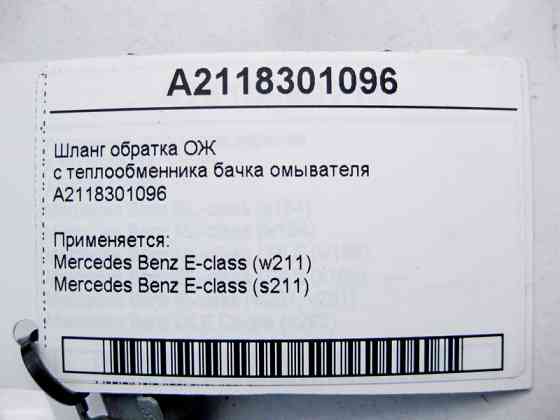 A2118301096
Шланг обратка ОЖ
с теплообменника бачка омывателя
A2118301096
Применяется:
Mercedes Benz E-class (w211)
Mercedes Benz E-class (s211)